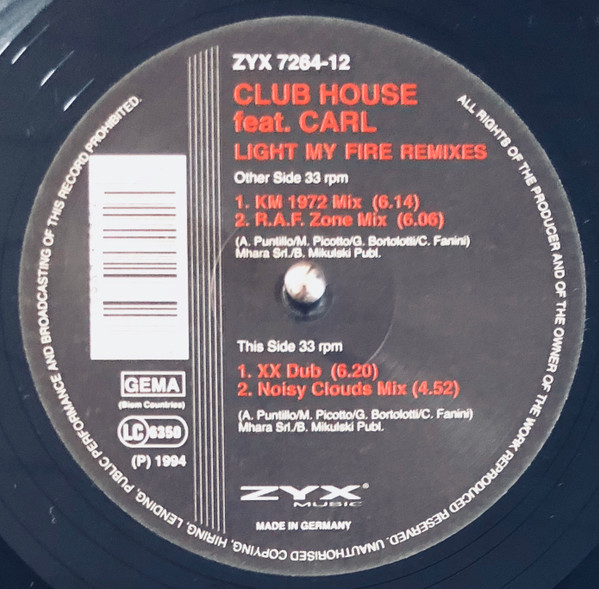 ZYX 7264-12
CLUB HOUSE
feat. CARL
LIGHT MY FIRE REMIXES
Other Side 33 rpm
1. KM 1972 Mix (6.14)
2. R.A.F. Zone Mix (6.06)
(A. Puntillo/M. Picotto/G. Bortolotti/C. Fanini)
Mhara Srl./B. Mikulski Publ.
This Side 33 rpm
1. XX Dub (6.20)
2. Noisy Clouds Mix (4.52)
(A. Puntillo/M. Picotto/G. Bortolotti/C. Fanini)
Mhara Srl./B. Mikulski Publ.
GEMA
(Biem Countries)
LC 6350
(P) 1994
ZYX®
MUSIC
MADE IN GERMANY
ALL RIGHTS OF THE PRODUCER AND OF THE OWNER OF THE WORK REPRODUCED RESERVED. UNAUTHORISED COPYING, HIRING, LENDING, PUBLIC PERFORMANCE AND BROADCASTING OF THIS RECORD PROHIBITED.